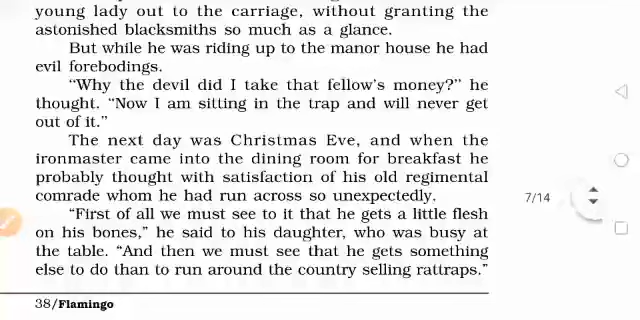 young lady out to the carriage, without granting the
astonished blacksmiths so much as a glance.
But while he was riding up to the manor house he had
evil forebodings.
“Why the devil did I take that fellow’s money?” he
thought. “Now I am sitting in the trap and will never get
out of it.”
The next day was Christmas Eve, and when the
ironmaster came into the dining room for breakfast he
probably thought with satisfaction of his old regimental
comrade whom he had run across so unexpectedly.
“First of all we must see to it that he gets a little flesh
on his bones,” he said to his daughter, who was busy at
the table. “And then we must see that he gets something
else to do than to run around the country selling rattraps.”
7/14
38/Flamingo